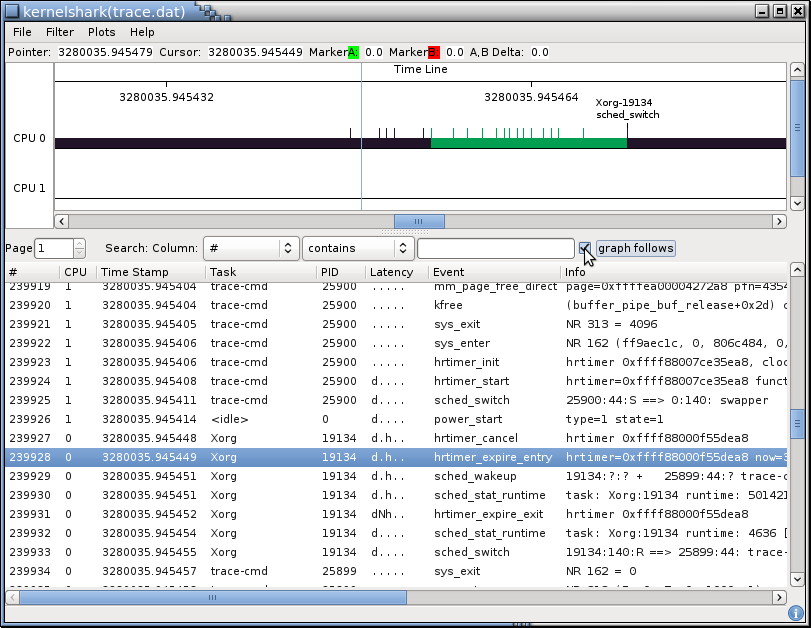 kernelshark(trace.dat)
File Filter Plots Help
Pointer: 3280035.945479 Cursor: 3280035.945449 Marker A: 0.0 Marker B: 0.0 A,B Delta: 0.0
Time Line
3280035.945432 3280035.945464
Xorg-19134
sched_switch
CPU 0
CPU 1
Page 1 Search: Column: # contains graph follows
# CPU Time Stamp Task PID Latency Event Info
239919 1 3280035.945404 trace-cmd 25900 ..... mm_page_free_direct page=0xffffea00004272a8 pfn=4354
239920 1 3280035.945404 trace-cmd 25900 ..... kfree (buffer_pipe_buf_release+0x2d)
239921 1 3280035.945405 trace-cmd 25900 ..... sys_exit NR 313 = 4096
239922 1 3280035.945406 trace-cmd 25900 ..... sys_enter NR 162 (ff9aec1c, 0, 806c484, 0,
239923 1 3280035.945406 trace-cmd 25900 ..... hrtimer_init hrtimer=0xffff88007ce35ea8, cloc
239924 1 3280035.945408 trace-cmd 25900 d.... hrtimer_start hrtimer=0xffff88007ce35ea8 funct
239925 1 3280035.945411 trace-cmd 25900 d.... sched_switch 25900:44:S ==> 0:140: swapper
239926 1 3280035.945414 <idle> 0 d.... power_start type=1 state=1
239927 0 3280035.945448 Xorg 19134 d.h.. hrtimer_cancel hrtimer 0xffff88000f55dea8
239928 0 3280035.945449 Xorg 19134 d.h.. hrtimer_expire_entry hrtimer=0xffff88000f55dea8 now=3
239929 0 3280035.945451 Xorg 19134 d.h.. sched_wakeup 19134:?:? + 25899:44:? trace-c
239930 0 3280035.945451 Xorg 19134 d.h.. sched_stat_runtime task: Xorg:19134 runtime: 501421
239931 0 3280035.945452 Xorg 19134 dNh.. hrtimer_expire_exit hrtimer 0xffff88000f55dea8
239932 0 3280035.945454 Xorg 19134 d.... sched_stat_runtime task: Xorg:19134 runtime: 4636 [
239933 0 3280035.945455 Xorg 19134 d.... sched_switch 19134:140:R ==> 25899:44: trace-
239934 0 3280035.945457 trace-cmd 25899 ..... sys_exit NR 162 = 0